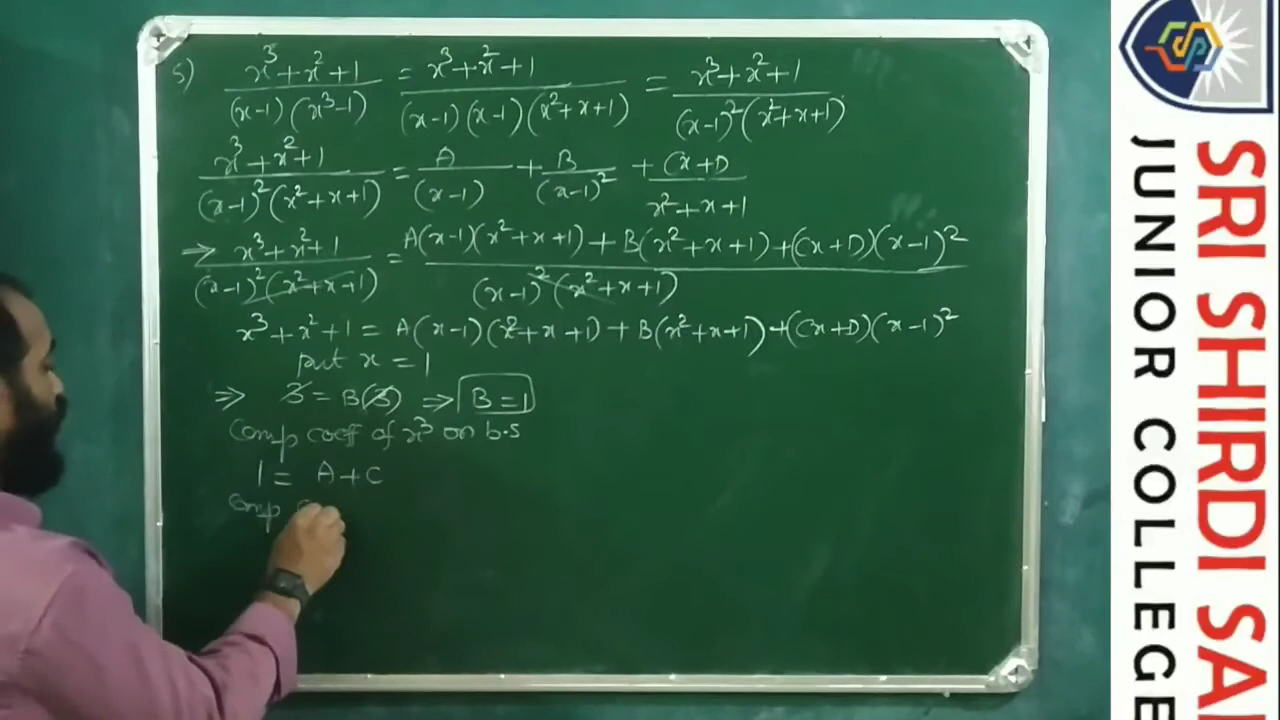 5) x³+x²+1 / (x-1)(x³-1) = x³+x²+1 / (x-1)(x-1)(x²+x+1) = x³+x²+1 / (x-1)²(x²+x+1)
x³+x²+1 / (x-1)²(x²+x+1) = A / (x-1) + B / (x-1)² + Cx+D / x²+x+1
⇒ x³+x²+1 / (x-1)²(x²+x+1) = A(x-1)(x²+x+1) + B(x²+x+1) + (Cx+D)(x-1)² / (x-1)²(x²+x+1)
x³+x²+1 = A(x-1)(x²+x+1) + B(x²+x+1) + (Cx+D)(x-1)²
put x = 1
⇒ 3 = B(3) ⇒ B = 1
Comp coeff of x³ on b.s
1 = A+C
Comp
SRI SHIRDI SAI
JUNIOR COLLEGE